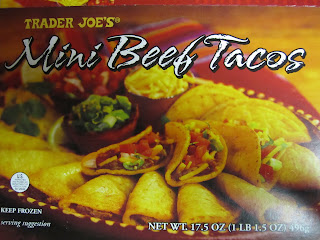 TRADER JOE'S®
Mini Beef Tacos
KEEP FROZEN
serving suggestion
NET WT. 17.5 OZ (1 LB 1.5 OZ) 496g